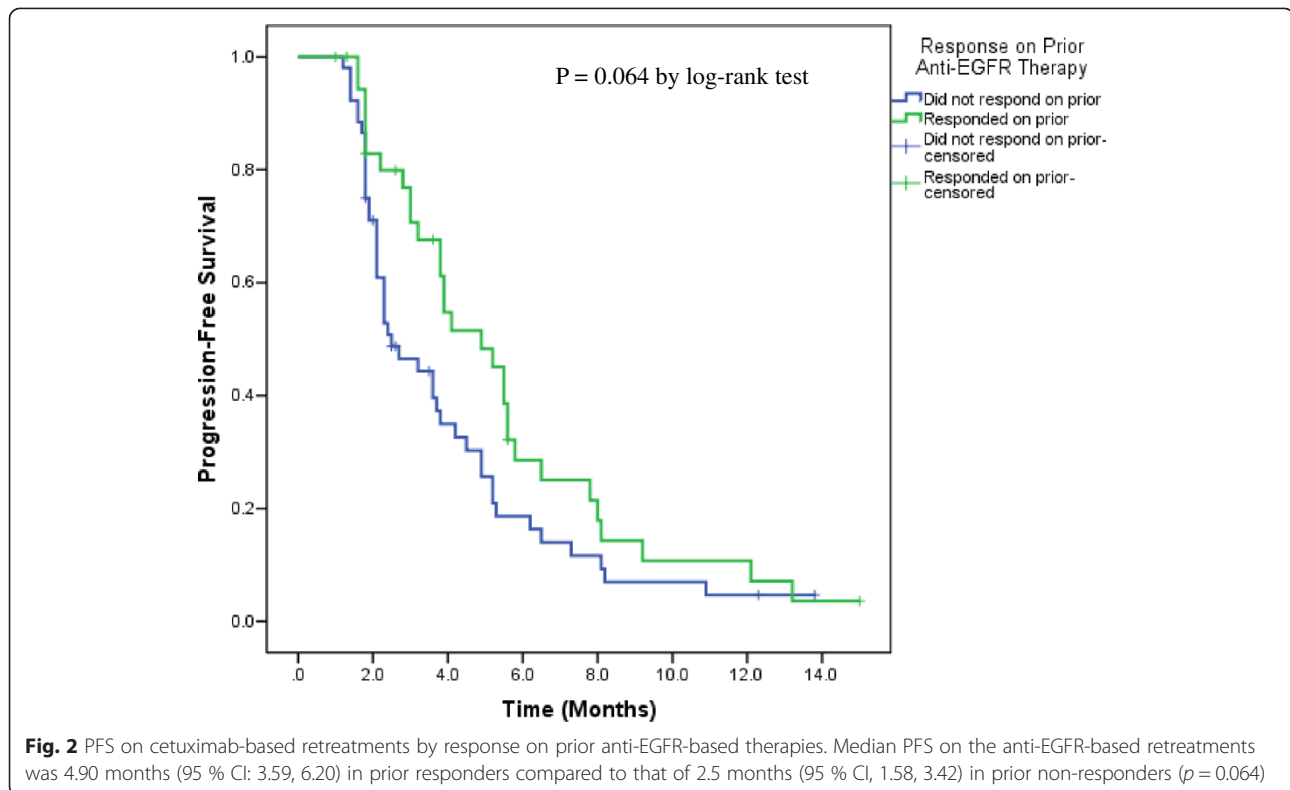 P = 0.064 by log-rank test
Response on Prior
Anti-EGFR Therapy
Did not respond on prior
Responded on prior
Did not respond on prior-
censored
Responded on prior-
censored
Progression-Free Survival
1.0
0.8
0.6
0.4
0.2
0.0
.0 2.0 4.0 6.0 8.0 10.0 12.0 14.0
Time (Months)
Fig. 2 PFS on cetuximab-based retreatments by response on prior anti-EGFR-based therapies. Median PFS on the anti-EGFR-based retreatments
was 4.90 months (95 % CI: 3.59, 6.20) in prior responders compared to that of 2.5 months (95 % CI, 1.58, 3.42) in prior non-responders (p = 0.064)